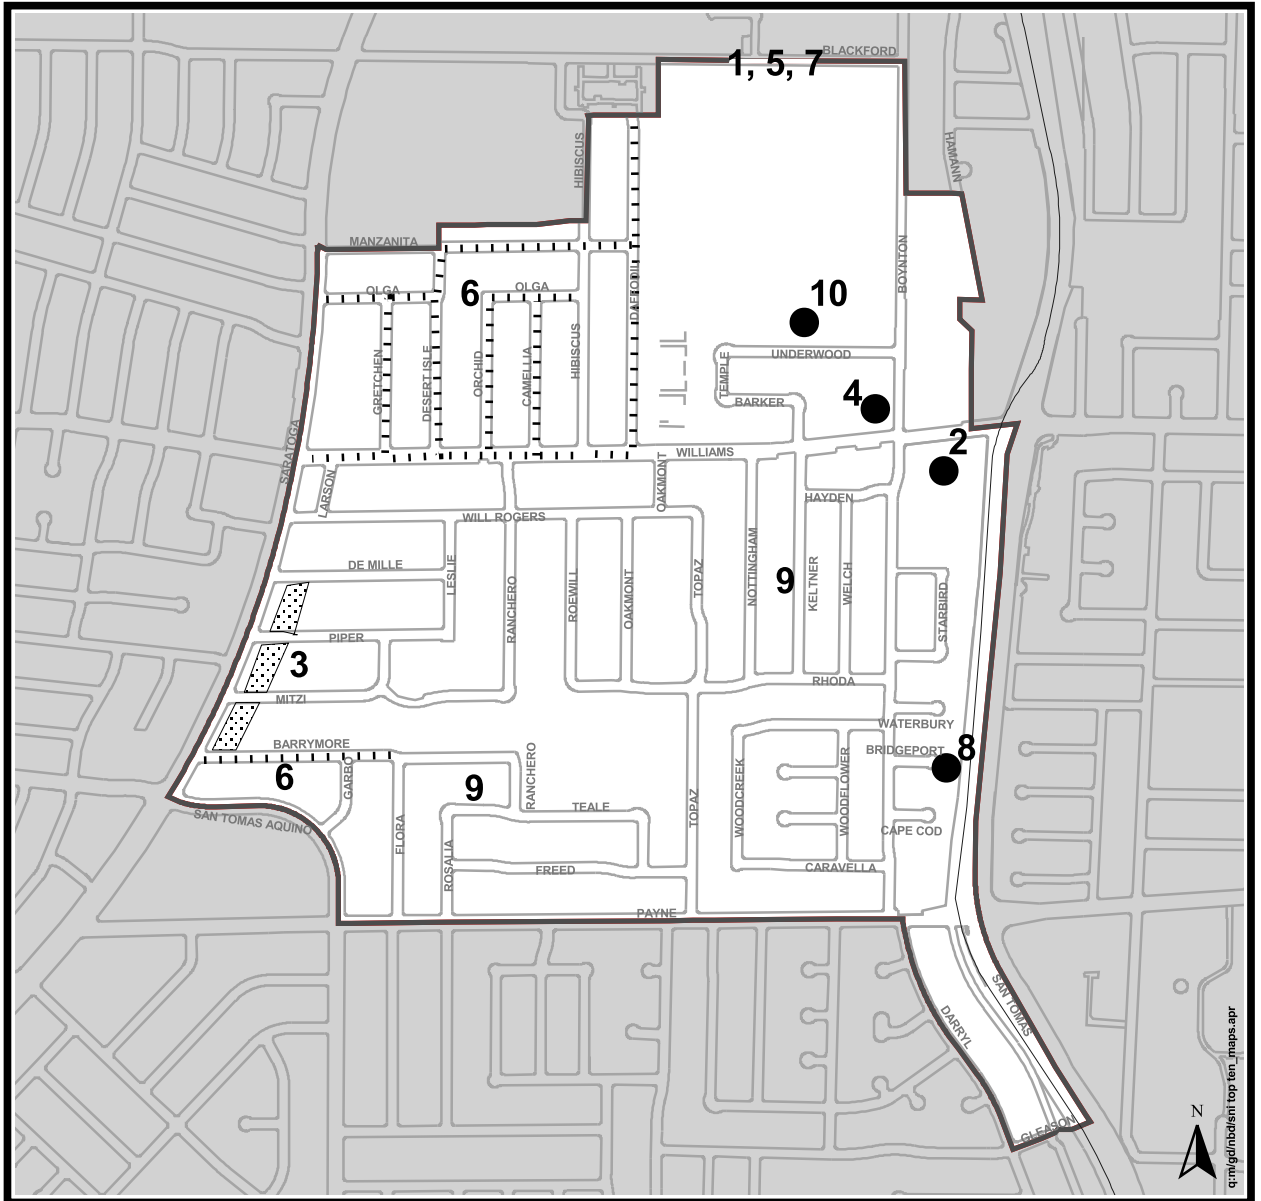 BLACKFORD
1, 5, 7
HIBISCUS
HAMANN
MANZANITA
BOYNTON
DAFFODIL
OLGA
6
OLGA
10
GRETCHEN
DESERT ISLE
ORCHID
CAMELLIA
HIBISCUS
TEMPLE
UNDERWOOD
BARKER
4
SARATOGA
2
WILLIAMS
LARSON
OAKMONT
HAYDEN
WILL ROGERS
DE MILLE
LESLIE
RANCHERO
ROEWILL
OAKMONT
TOPAZ
NOTTINGHAM
9
KELTNER
WELCH
STARBIRD
PIPER
3
MITZI
RHODA
WATERBURY
BARRYMORE
BRIDGEPORT
8
6
GARBO
9
RANCHERO
TEALE
TOPAZ
WOODCREEK
WOODFLOWER
SAN TOMAS AQUINO
FLORA
ROSALIA
CAPE COD
FREED
CARAVELLA
PAYNE
DARRYL
SAN TOMAS
GLEASON
N
q:m/gd/nbd/sni top ten_maps.apr